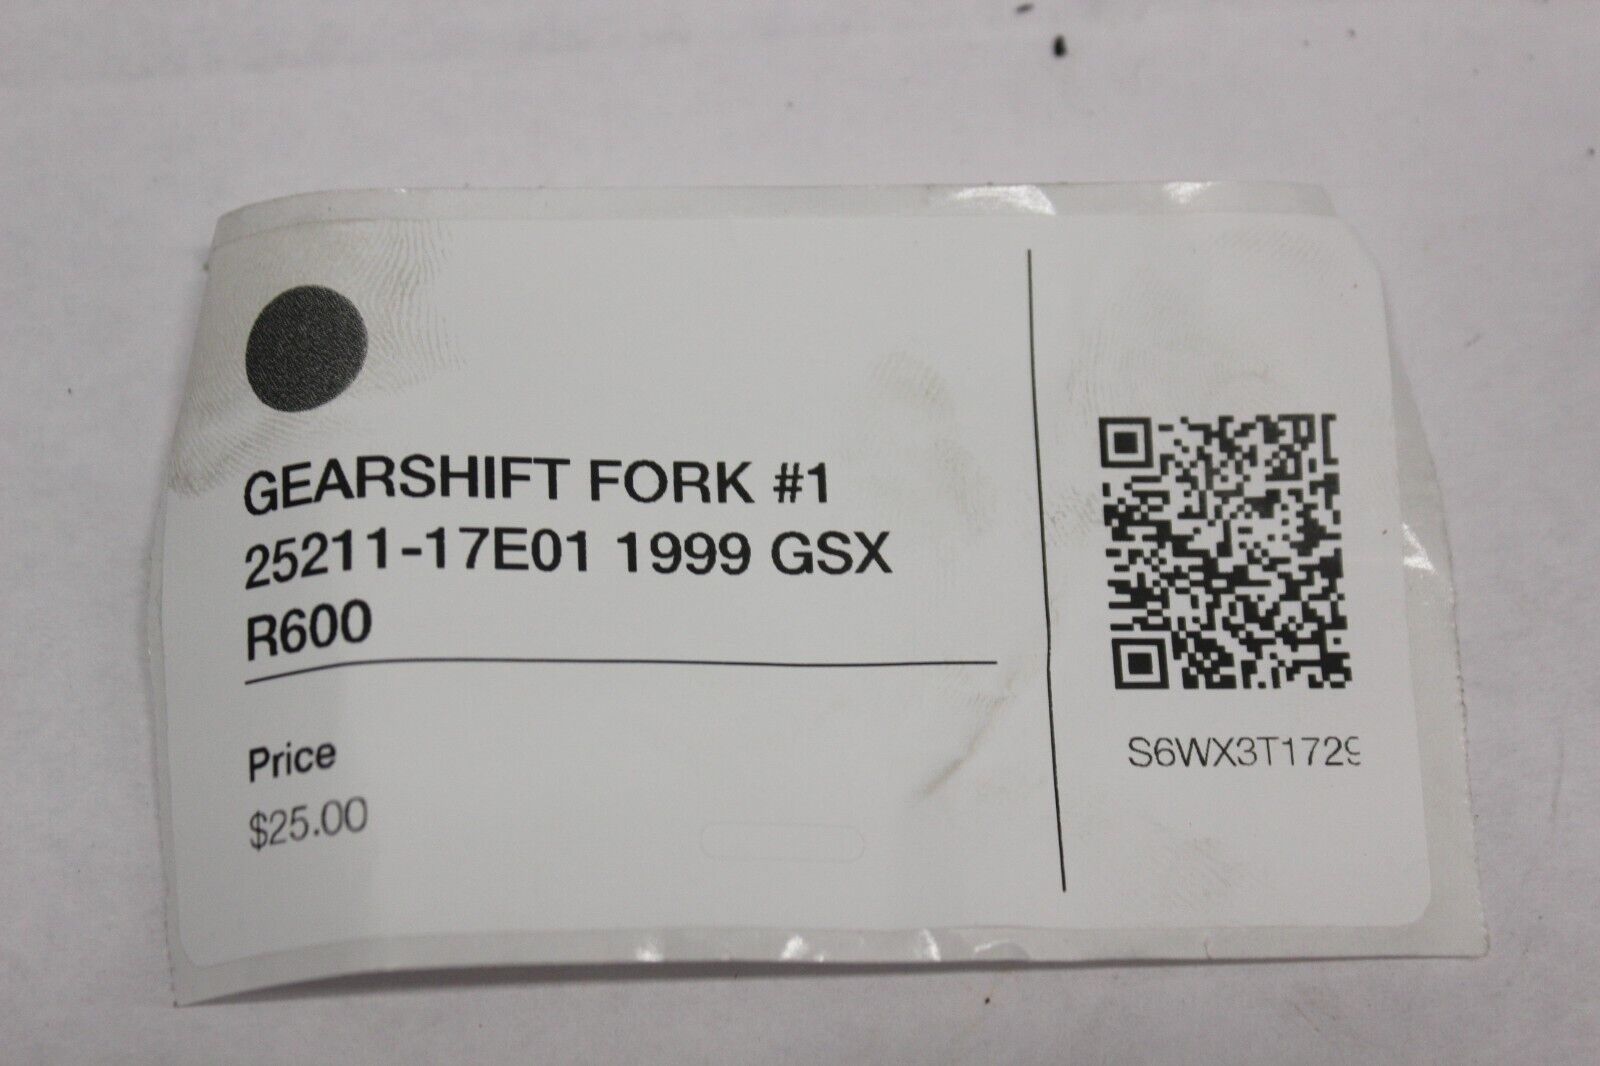 GEARSHIFT FORK #1
25211-17E01 1999 GSX
R600
Price
$25.00
S6WX3T1729